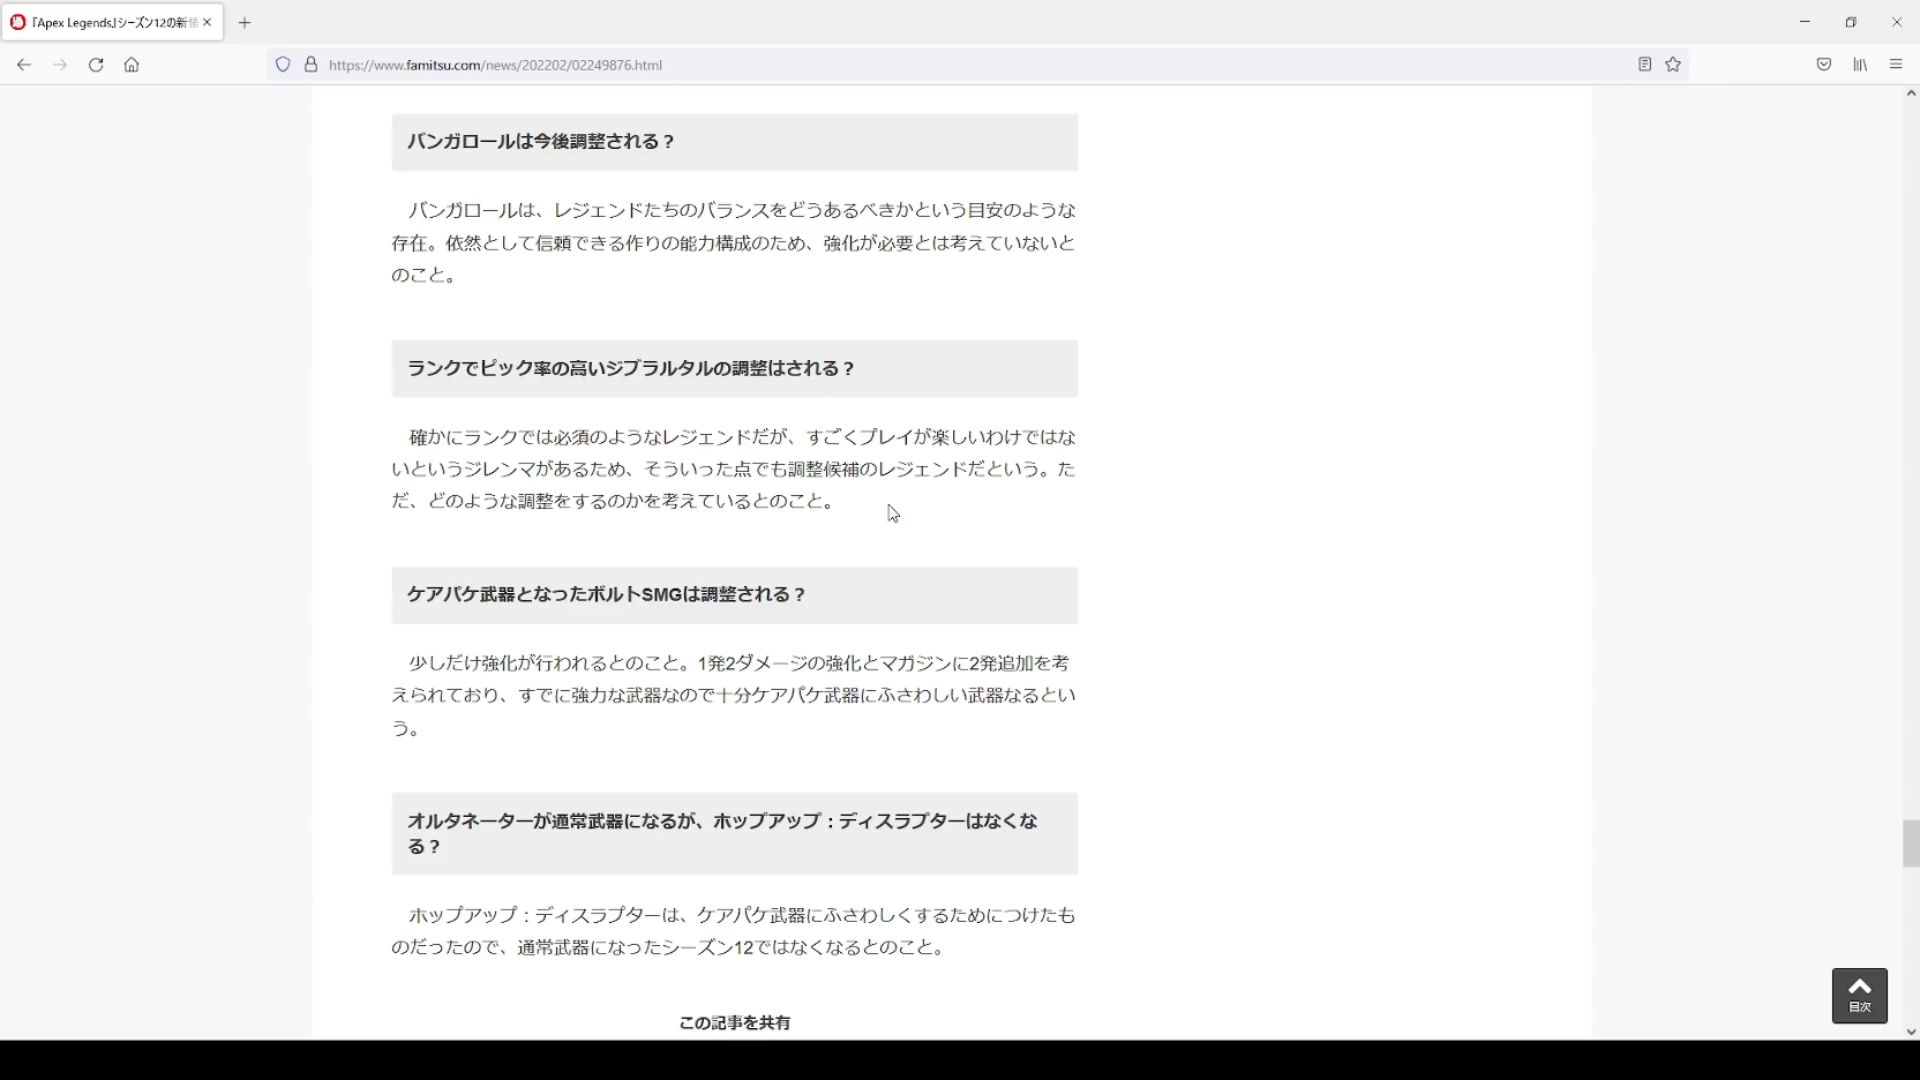 『Apex Legends』シーズン12の新情
https://www.famitsu.com/news/202202/02249876.html
バンガロールは今後調整される？
バンガロールは、レジェンドたちのバランスをどうあるべきかという目安のような
存在。依然として信頼できる作りの能力構成のため、強化が必要とは考えていないと
のこと。
ランクでピック率の高いジブラルタルの調整はされる？
確かにランクでは必須のようなレジェンドだが、すごくプレイが楽しいわけではな
いというジレンマがあるため、そういった点でも調整候補のレジェンドだという。た
だ、どのような調整をするのかを考えているとのこと。
ケアパケ武器となったボルトSMGは調整される？
少しだけ強化が行われるとのこと。1発2ダメージの強化とマガジンに2発追加を考
えられており、すでに強力な武器なので十分ケアパケ武器にふさわしい武器なるとい
う。
オルタネーターが通常武器になるが、ホップアップ：ディスラプターはなくな
る？
ホップアップ：ディスラプターは、ケアパケ武器にふさわしくするためにつけたも
のだったので、通常武器になったシーズン12ではなくなるとのこと。
この記事を共有
目次